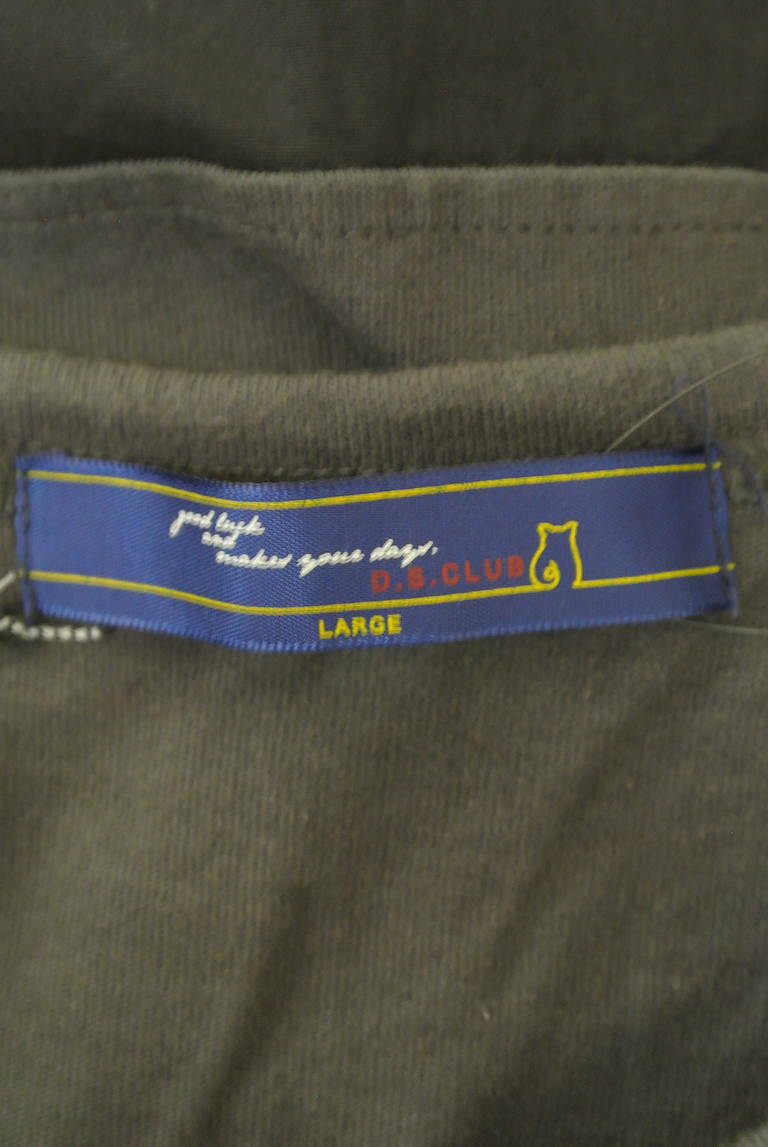 good luck
and
makes your days.
D.B.CLUB
LARGE